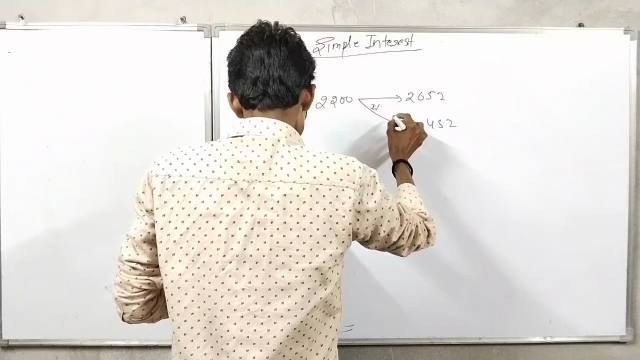 Simple Interest
2200 → 2652
452
=